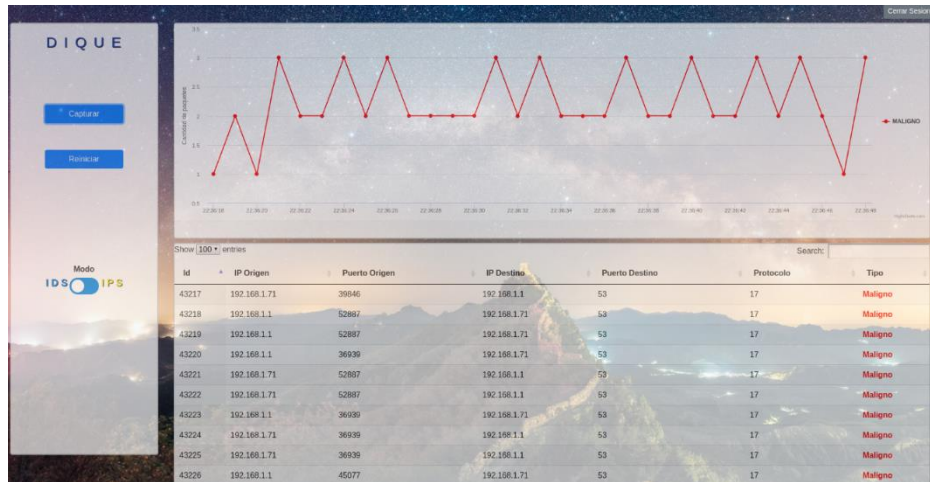 Cerrar Sesion
DIQUE
Capturar
Reiniciar
Modo
IDS IPS
3.5
3
2.5
2
1.5
1
0.5
Cantidad de paquetes
22:36:18 22:36:20 22:36:22 22:36:24 22:36:26 22:36:28 22:36:30 22:36:32 22:36:34 22:36:36 22:36:38 22:36:40 22:36:42 22:36:44 22:36:46 22:36:48
MALIGNO
Show 100 entries
Search:
Id IP Origen Puerto Origen IP Destino Puerto Destino Protocolo Tipo
43217 192.168.1.71 39846 192.168.1.1 53 17 Maligno
43218 192.168.1.1 52887 192.168.1.71 53 17 Maligno
43219 192.168.1.1 52887 192.168.1.71 53 17 Maligno
43220 192.168.1.1 36939 192.168.1.71 53 17 Maligno
43221 192.168.1.71 52887 192.168.1.1 53 17 Maligno
43222 192.168.1.71 52887 192.168.1.1 53 17 Maligno
43223 192.168.1.1 36939 192.168.1.71 53 17 Maligno
43224 192.168.1.71 36939 192.168.1.1 53 17 Maligno
43225 192.168.1.71 36939 192.168.1.1 53 17 Maligno
43226 192.168.1.1 45077 192.168.1.71 53 17 Maligno